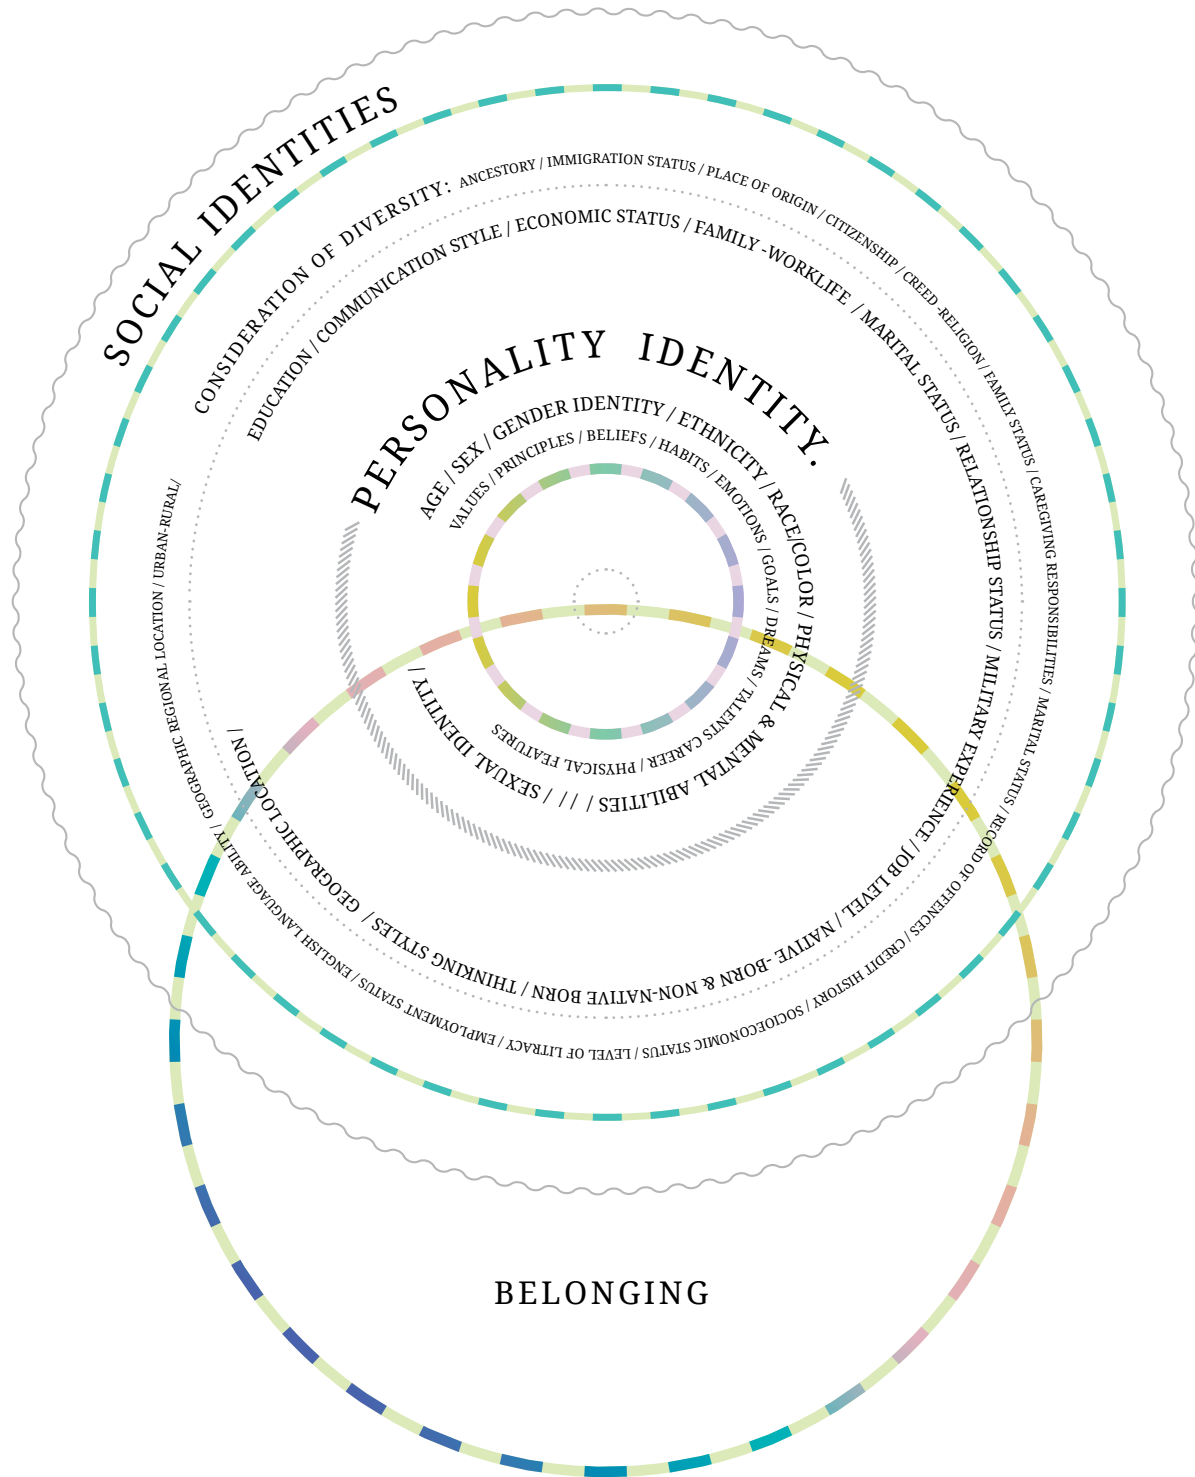 SOCIAL IDENTITIES
CONSIDERATION OF DIVERSITY: ANCESTORY / IMMIGRATION STATUS / PLACE OF ORIGIN / CITIZENSHIP / CREED -RELIGION / FAMILY STATUS / CAREGIVING RESPONSIBILITIES / MARITAL STATUS / RECORD OF OFFENCES / CREDIT HISTORY / SOCIOECONOMIC STATUS / LEVEL OF LITRACY / EMPLOYMENT STATUS / ENGLISH LANGUAGE ABILITY / GEOGRAPHIC REGIONAL LOCATION / URBAN-RURAL/
EDUCATION / COMMUNICATION STYLE / ECONOMIC STATUS / FAMILY -WORKLIFE / MARITAL STATUS / RELATIONSHIP STATUS / MILITARY EXPERIENCE / JOB LEVEL / NATIVE- BORN & NON-NATIVE BORN / THINKING STYLES / GEOGRAPHIC LOCATION /
PERSONALITY IDENTITY.
AGE / SEX / GENDER IDENTITY / ETHNICITY / RACE/COLOR / PHYSICAL & MENTAL ABILITIES / / / / SEXUAL IDENTITY /
VALUES / PRINCIPLES / BELIEFS / HABITS / EMOTIONS / GOALS / DREAMS / TALENTS CAREER / PHYSICAL FEATURES
BELONGING